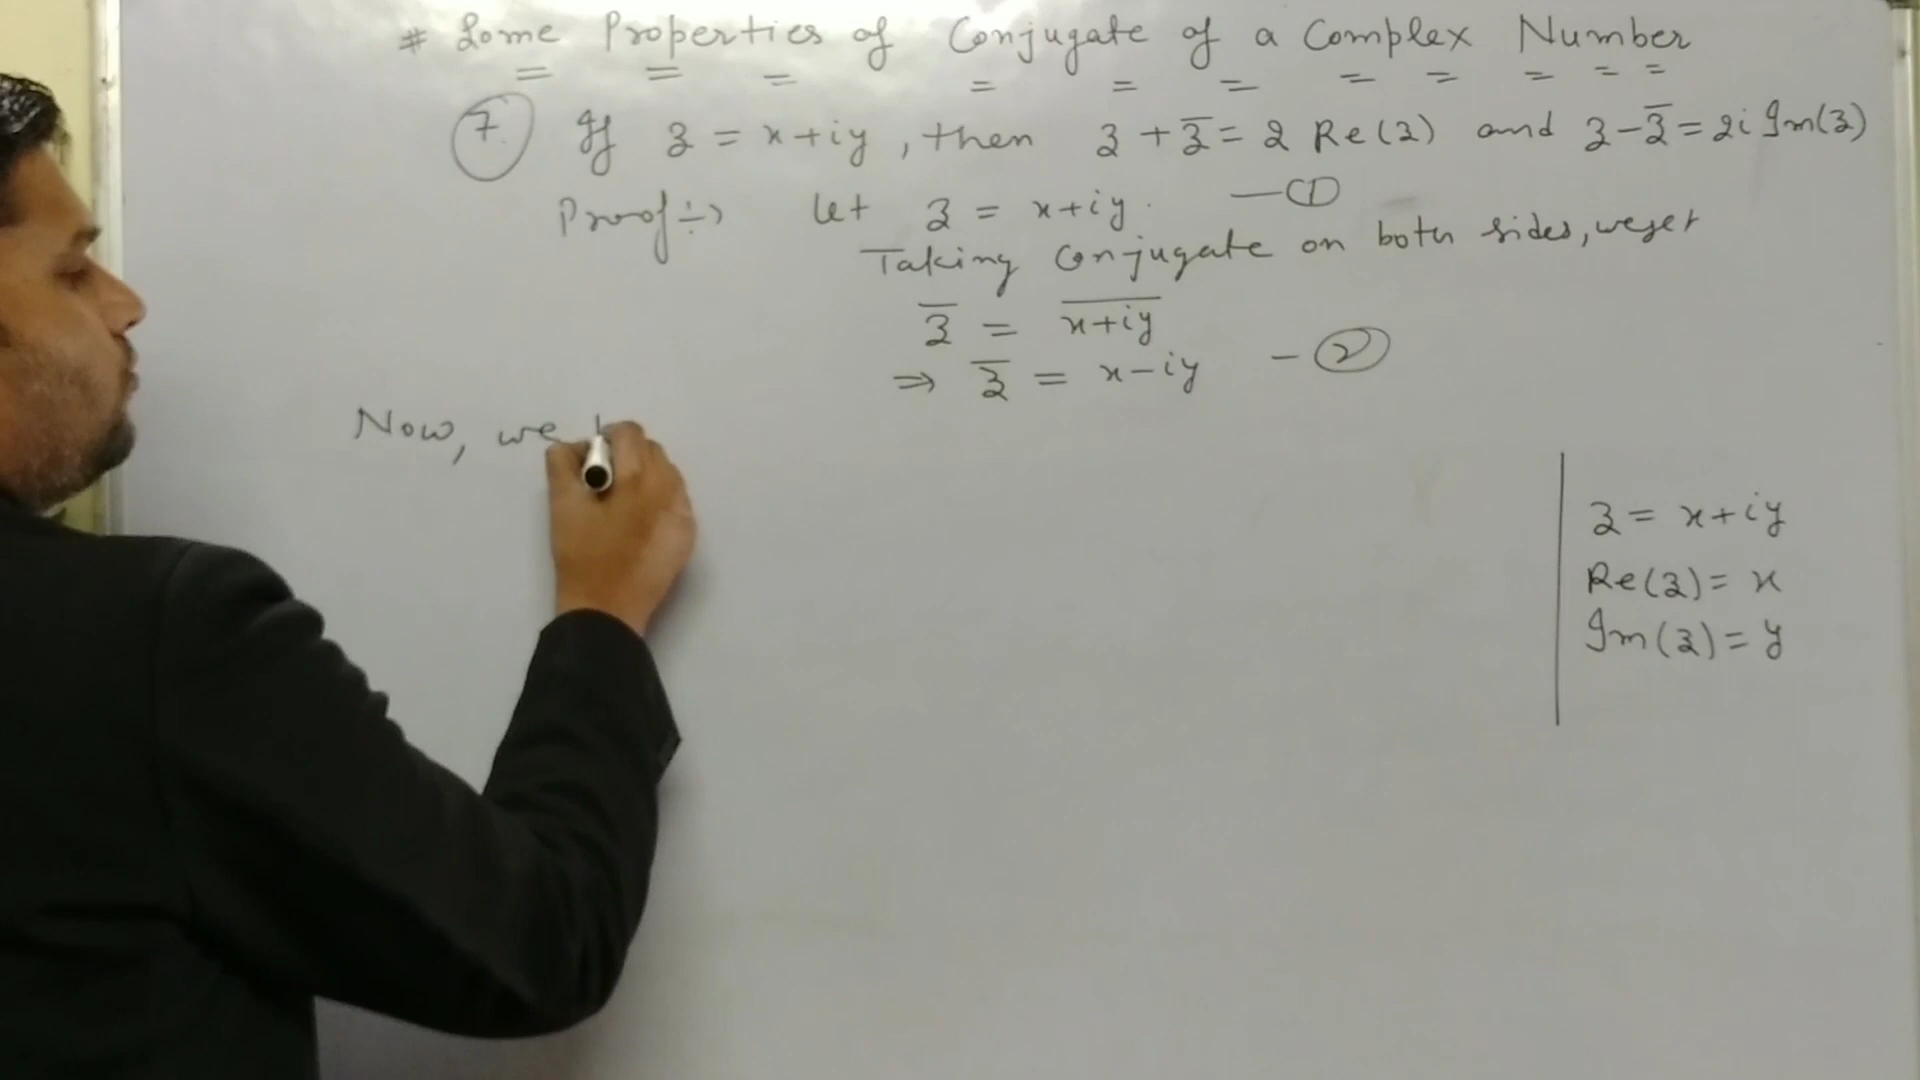 # Some Properties of Conjugate of a Complex Number
7. If z = x+iy, then z + z̅ = 2 Re(z) and z - z̅ = 2i Im(z)
Proof:→ Let z = x+iy. —①
Taking Conjugate on both sides, we get
z̅ = \overline{x+iy}
⇒ z̅ = x-iy -②
Now, we
z = x+iy
Re(z) = x
Im(z) = y